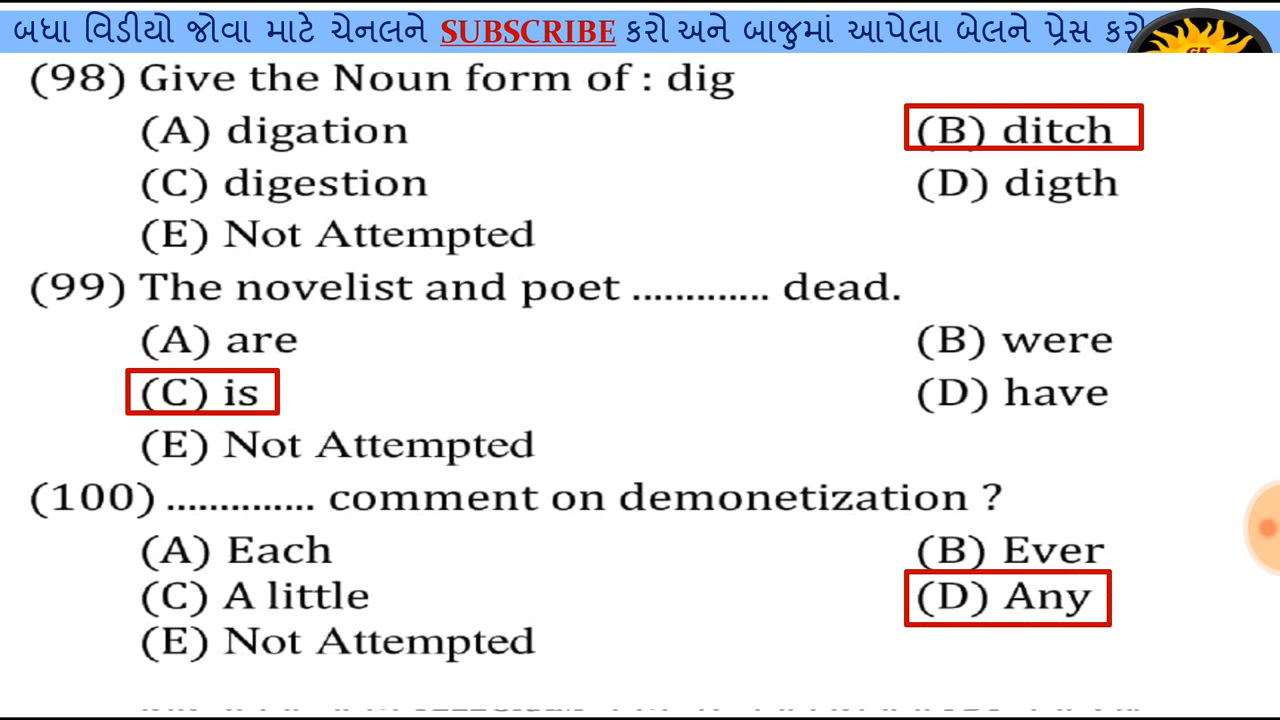 બધા વિડીયો જોવા માટે ચેનલને SUBSCRIBE કરો અને બાજુમાં આપેલા બેલને પ્રેસ કરો
GK
(98) Give the Noun form of : dig
(A) digation (B) ditch
(C) digestion (D) digth
(E) Not Attempted
(99) The novelist and poet ............. dead.
(A) are (B) were
(C) is (D) have
(E) Not Attempted
(100) .............. comment on demonetization ?
(A) Each (B) Ever
(C) A little (D) Any
(E) Not Attempted